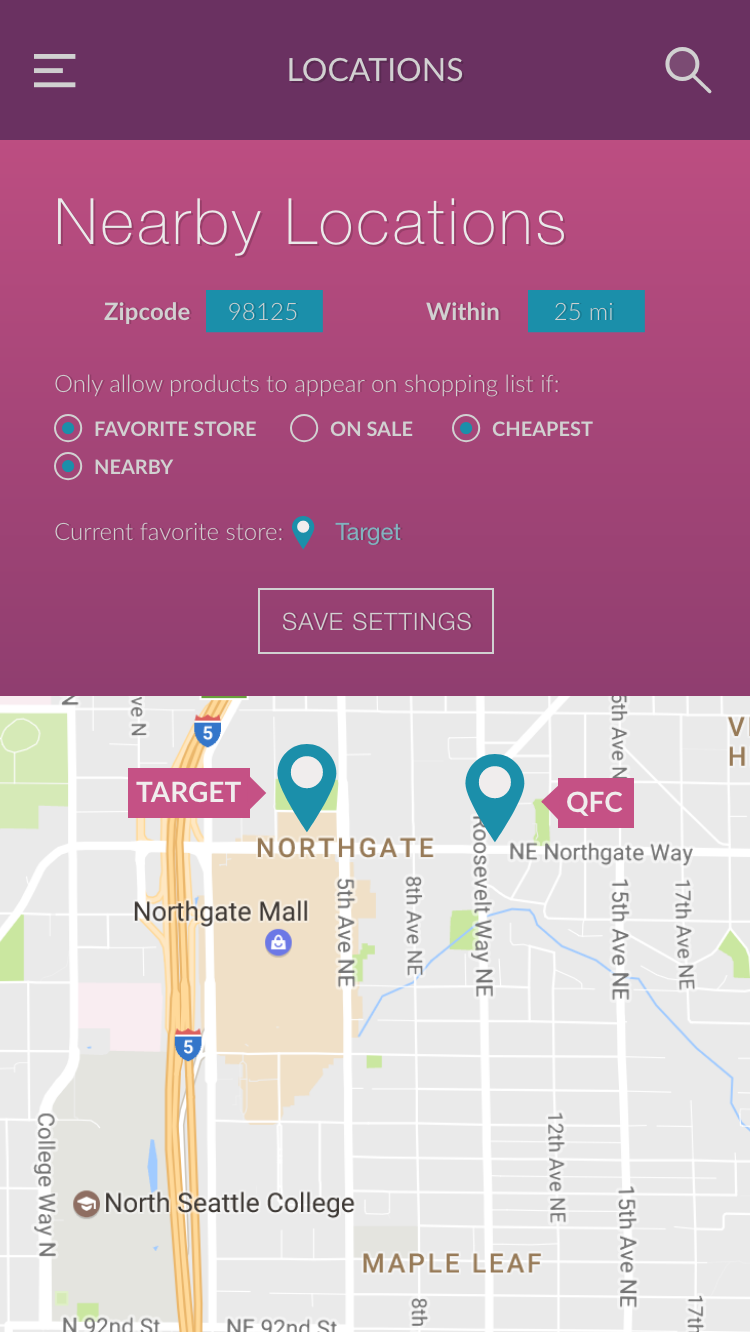 LOCATIONS
Nearby Locations
Zipcode 98125 Within 25 mi
Only allow products to appear on shopping list if:
FAVORITE STORE ON SALE CHEAPEST
NEARBY
Current favorite store: Target
SAVE SETTINGS
N
ve N
5
5th Ave N
V
H
TARGET
QFC
NORTHGATE
NE Northgate Way
Roosevelt Way NE
Northgate Mall
5th Ave NE
8th Ave NE
15th Ave NE
17th Ave NE
5
College Way N
12th Ave NE
North Seattle College
15th Ave NE
MAPLE LEAF
8th
17th
N 92nd St
NE 92nd St